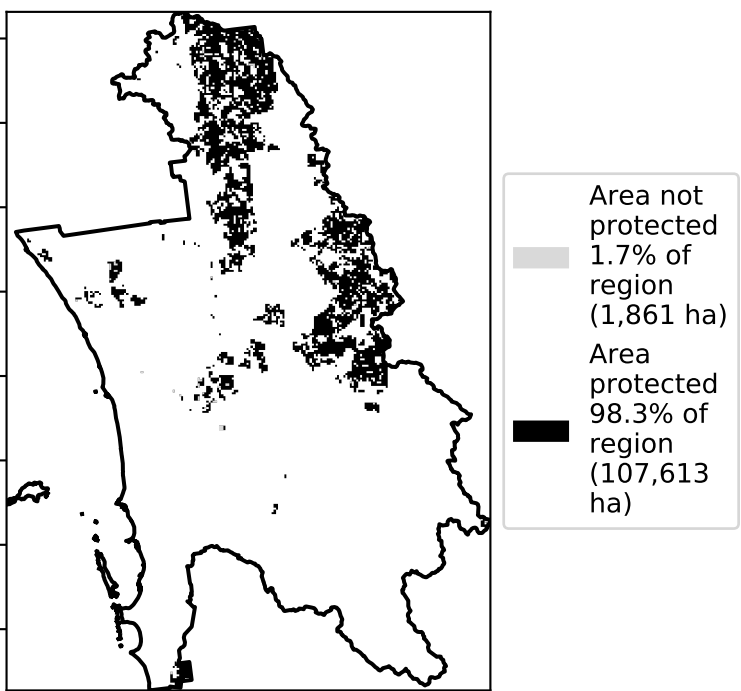 Area not
protected
1.7% of
region
(1,861 ha)
Area
protected
98.3% of
region
(107,613
ha)